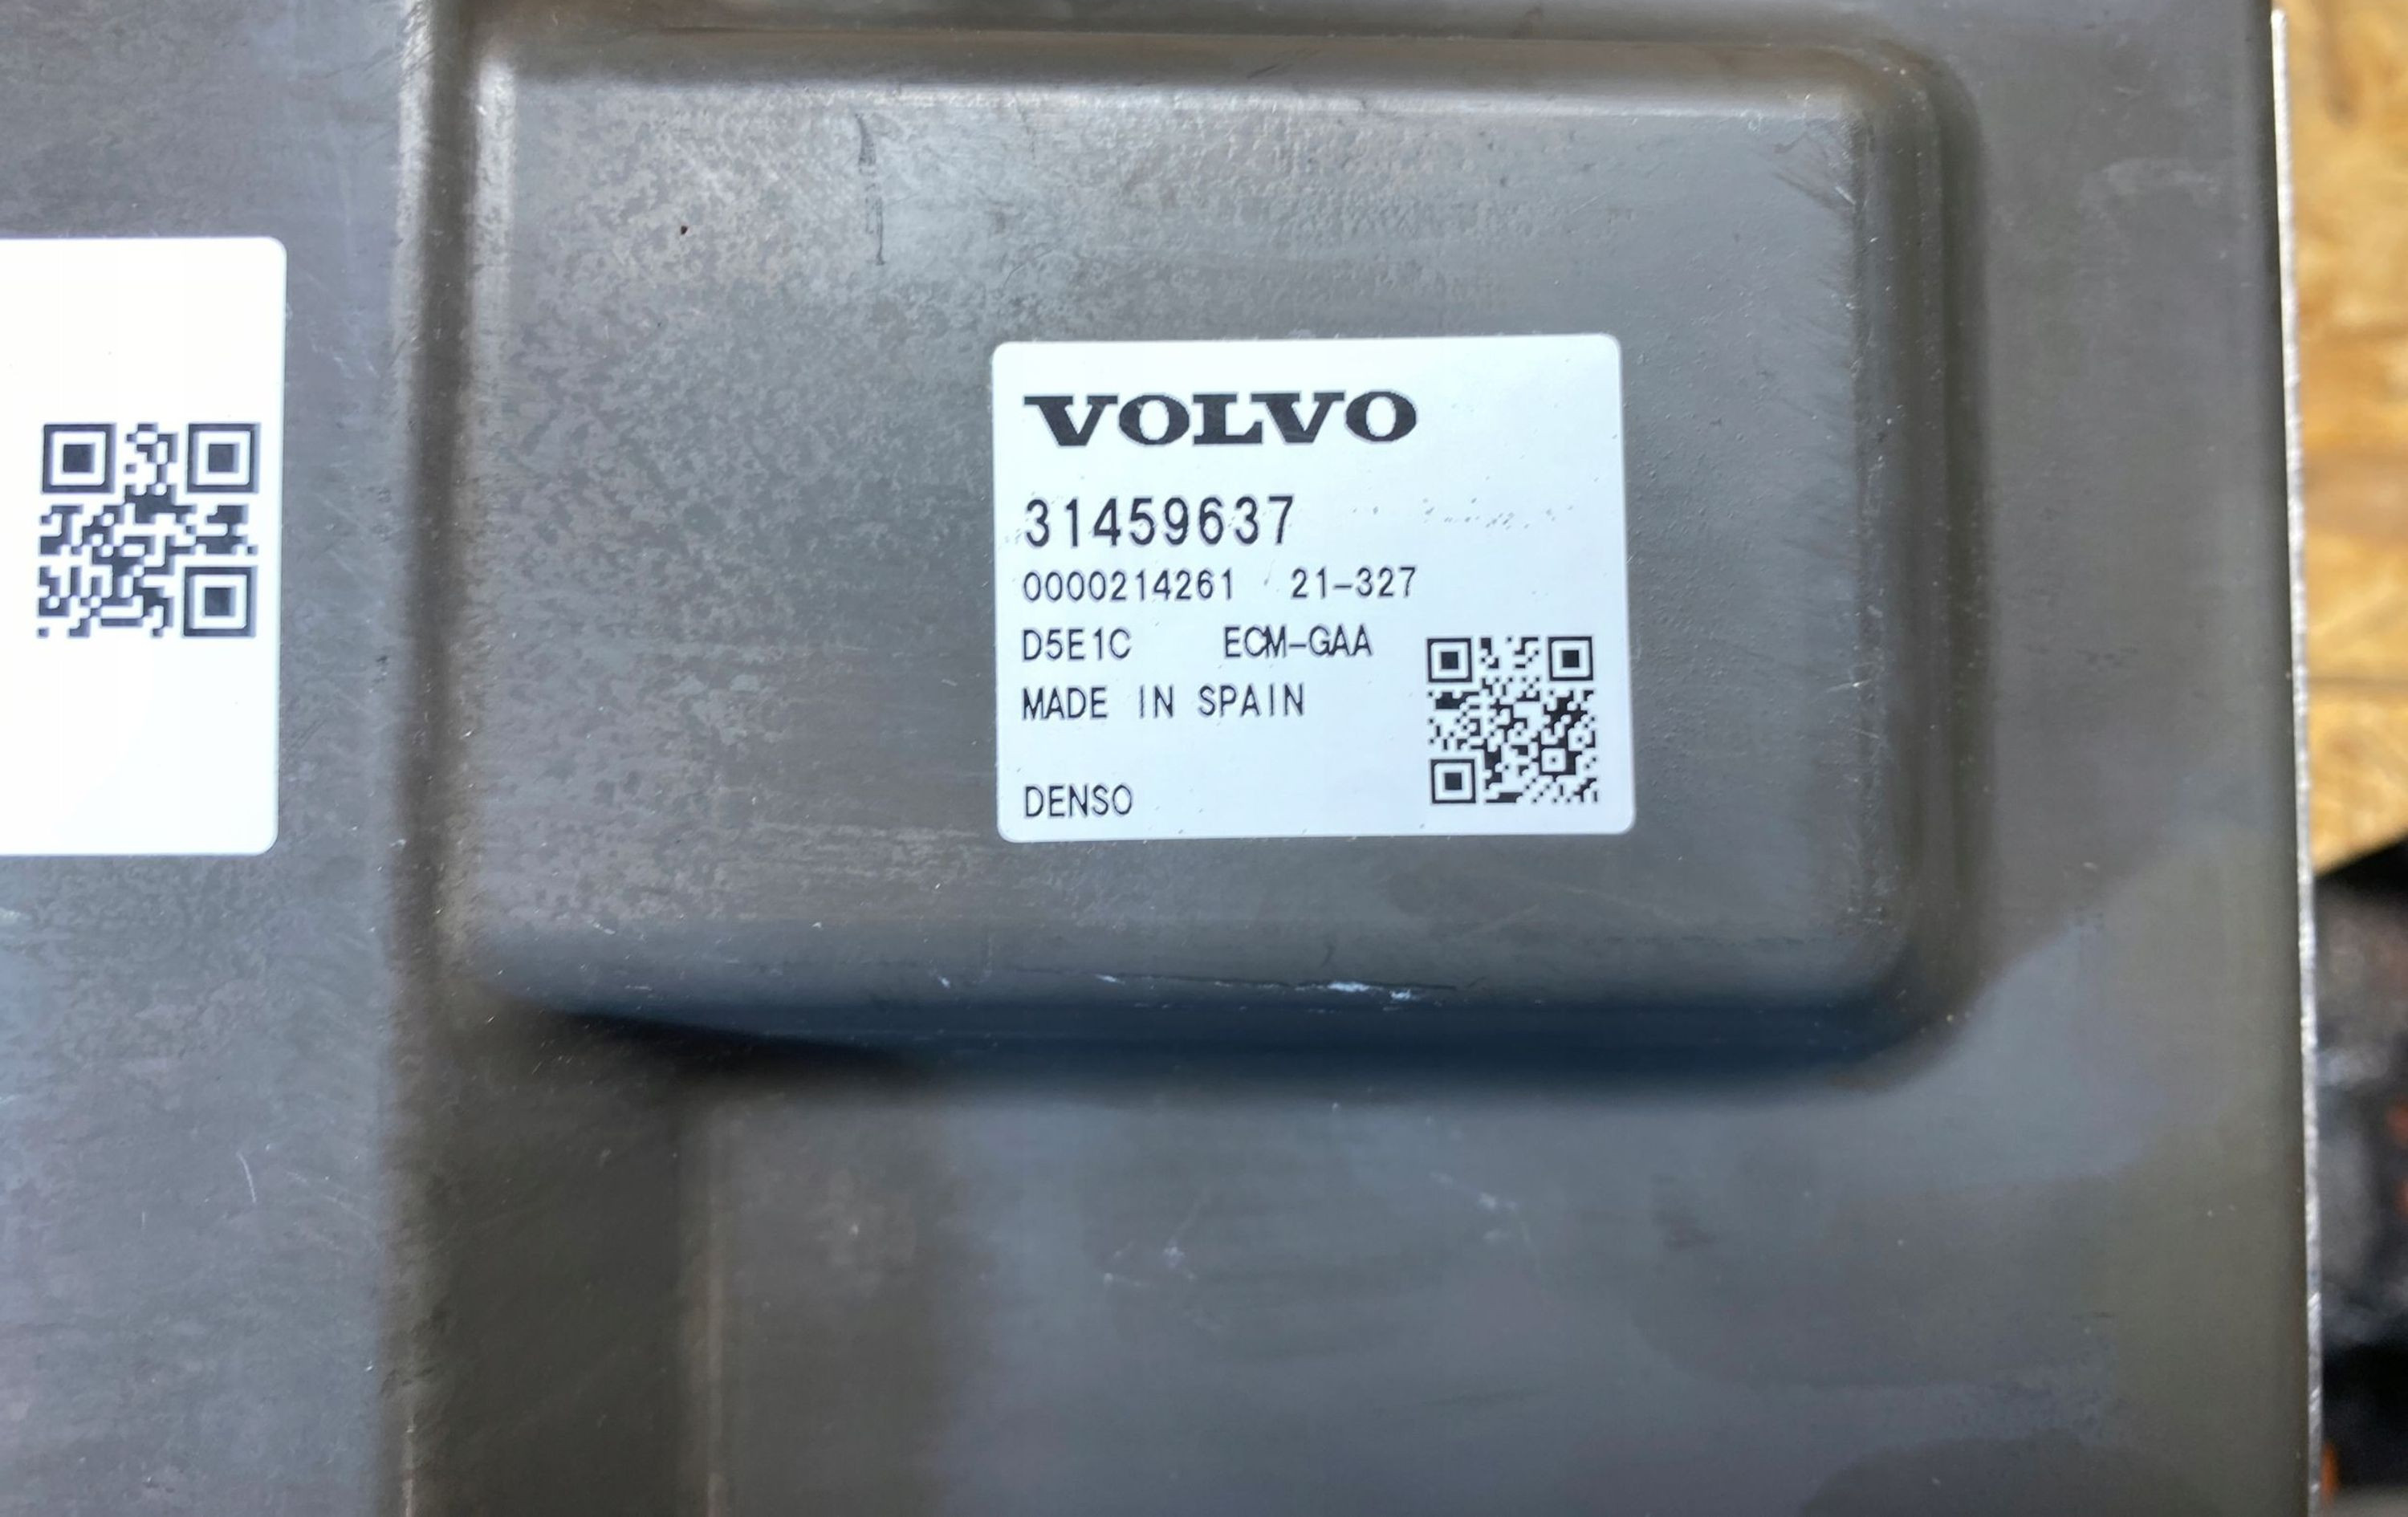 VOLVO
31459637
0000214261 21-327
D5E1C ECM-GAA
MADE IN SPAIN
DENSO